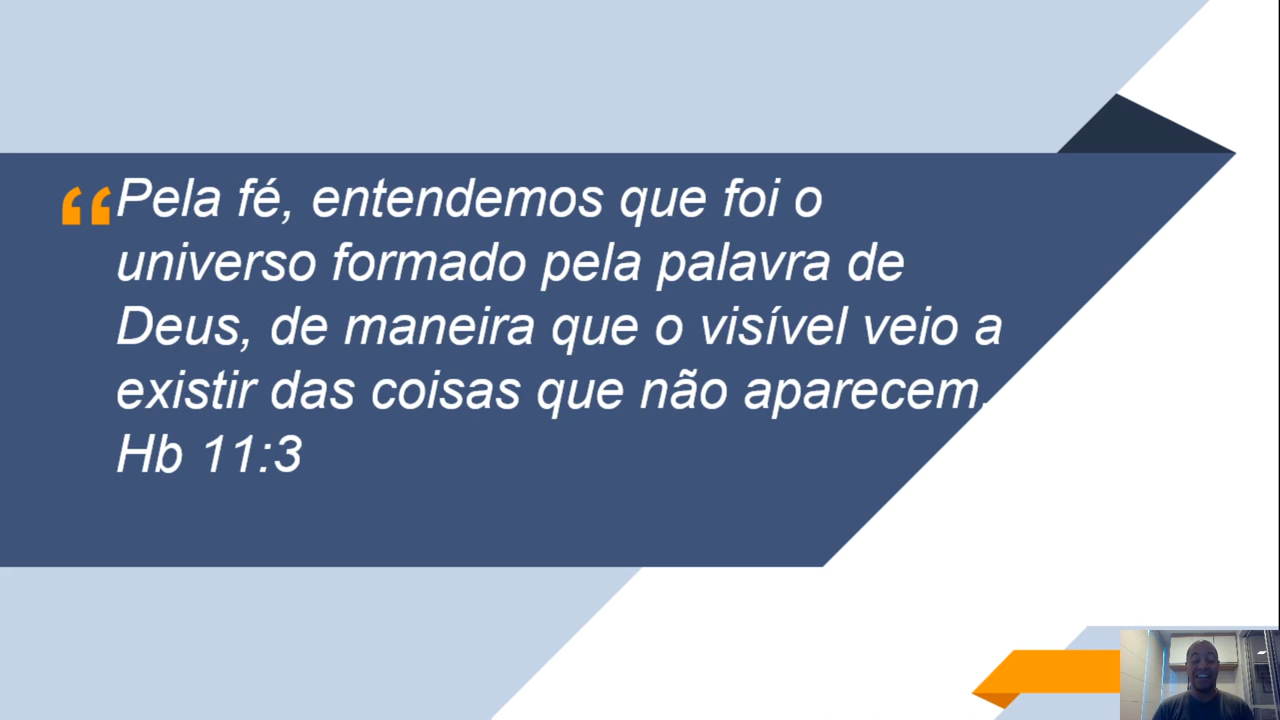 “Pela fé, entendemos que foi o
universo formado pela palavra de
Deus, de maneira que o visível veio a
existir das coisas que não aparecem.
Hb 11:3